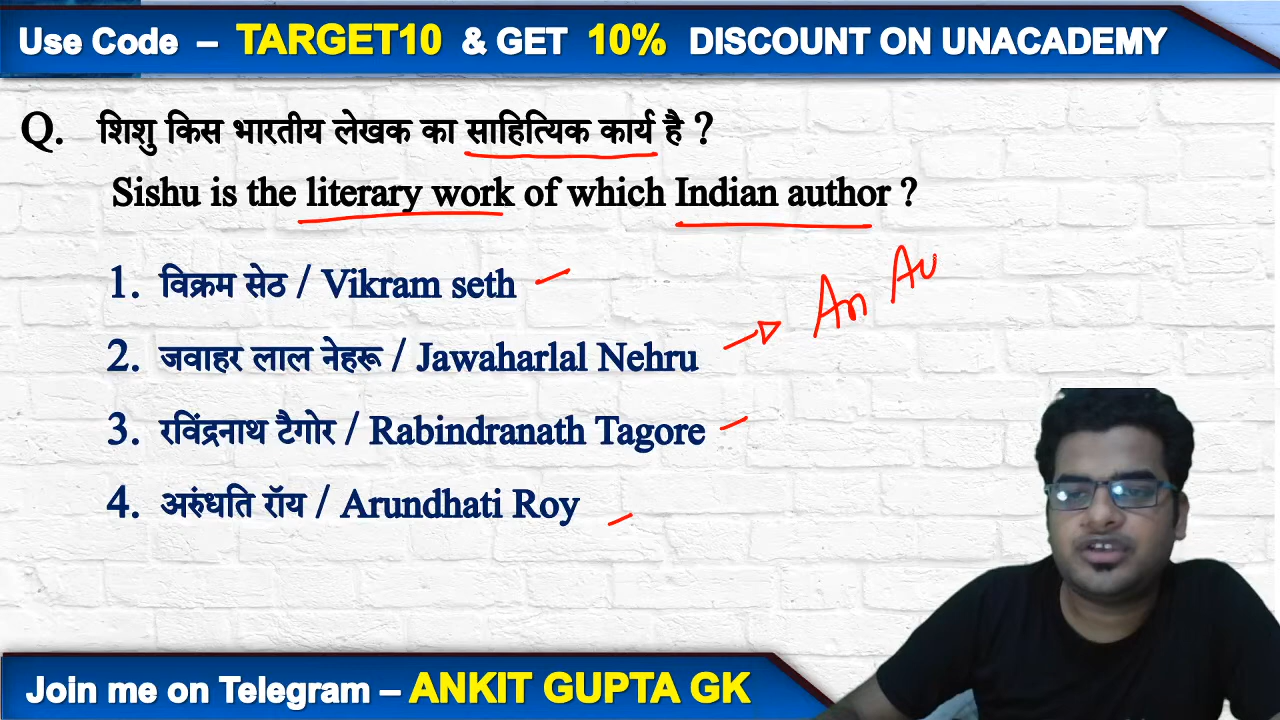 Use Code – TARGET10 & GET 10% DISCOUNT ON UNACADEMY
Q. शिशु किस भारतीय लेखक का साहित्यिक कार्य है ?
Sishu is the literary work of which Indian author ?
1. विक्रम सेठ / Vikram seth
An Au
2. जवाहर लाल नेहरू / Jawaharlal Nehru
3. रविंद्रनाथ टैगोर / Rabindranath Tagore
4. अरुंधति रॉय / Arundhati Roy
Join me on Telegram – ANKIT GUPTA GK